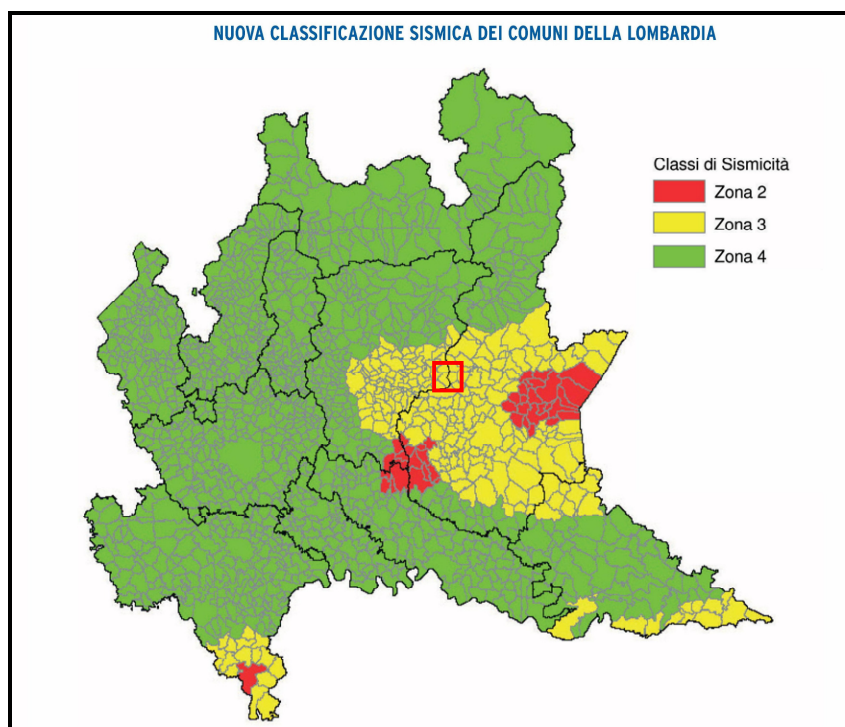 NUOVA CLASSIFICAZIONE SISMICA DEI COMUNI DELLA LOMBARDIA
Classi di Sismicità
Zona 2
Zona 3
Zona 4